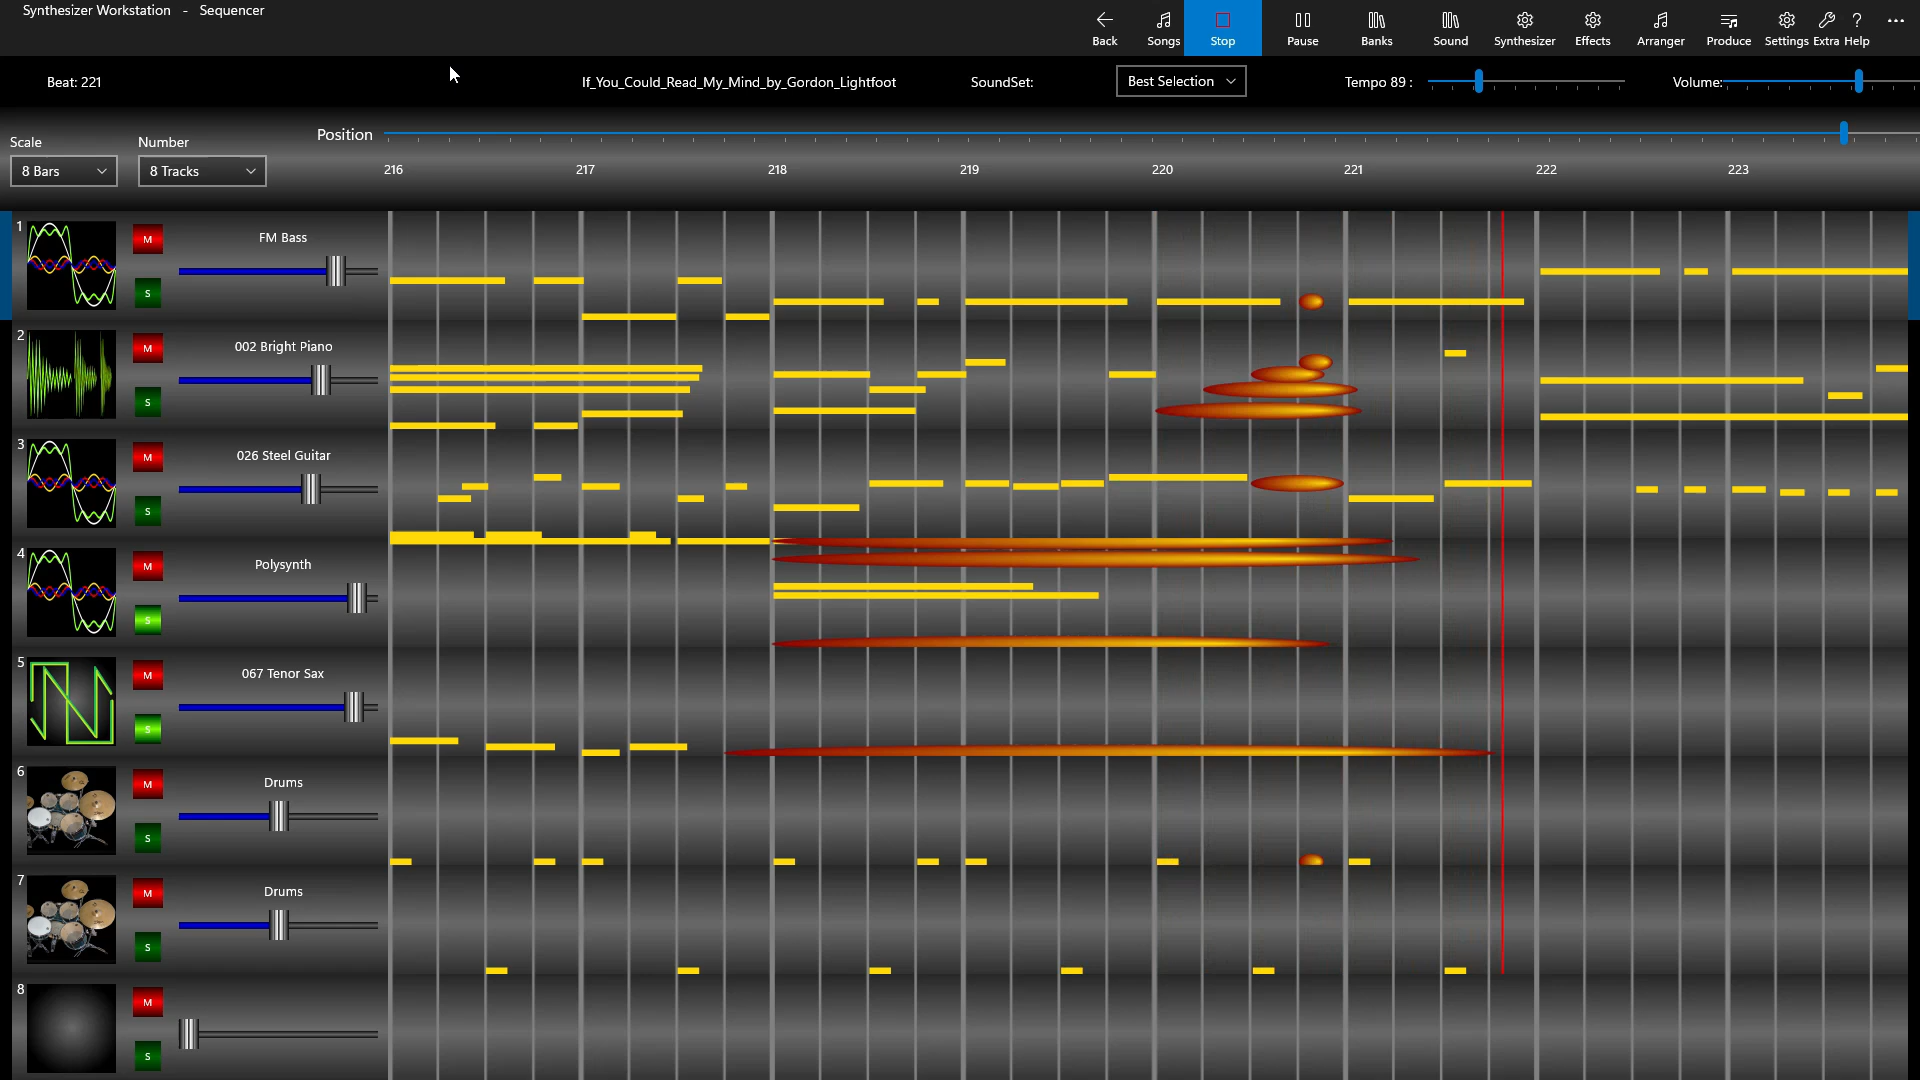 Synthesizer Workstation - Sequencer
Back Songs Stop Pause Banks Sound Synthesizer Effects Arranger Produce Settings Extra Help
Beat: 221 If_You_Could_Read_My_Mind_by_Gordon_Lightfoot SoundSet: Best Selection Tempo 89 : Volume:
Scale Number Position
8 Bars 8 Tracks
216 217 218 219 220 221 222 223
1 M FM Bass
S
2 M 002 Bright Piano
S
3 M 026 Steel Guitar
S
4 M Polysynth
S
5 M 067 Tenor Sax
S
6 M Drums
S
7 M Drums
S
8 M
S